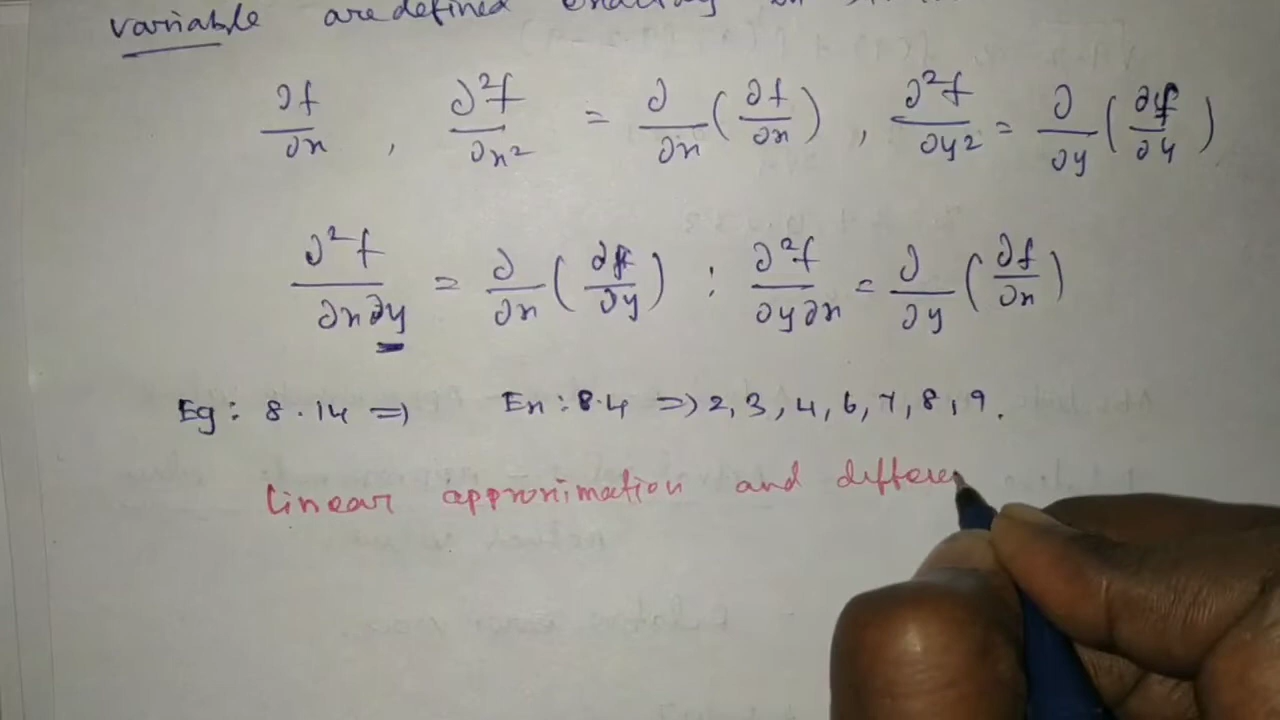 variable are defined
∂f/∂x , ∂²f/∂x² = ∂/∂x (∂f/∂x) , ∂²f/∂y² = ∂/∂y (∂f/∂y)
∂²f/∂x∂y = ∂/∂x (∂f/∂y) ; ∂²f/∂y∂x = ∂/∂y (∂f/∂x)
Eg: 8.14 => Ex: 8.4 => 2, 3, 4, 6, 7, 8, 9.
Linear approximation and differen